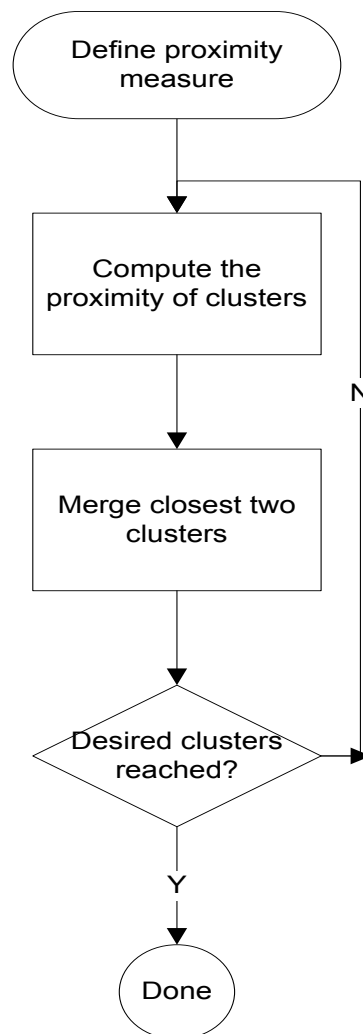 Define proximity
measure
Compute the
proximity of clusters
N
Merge closest two
clusters
Desired clusters
reached?
Y
Done